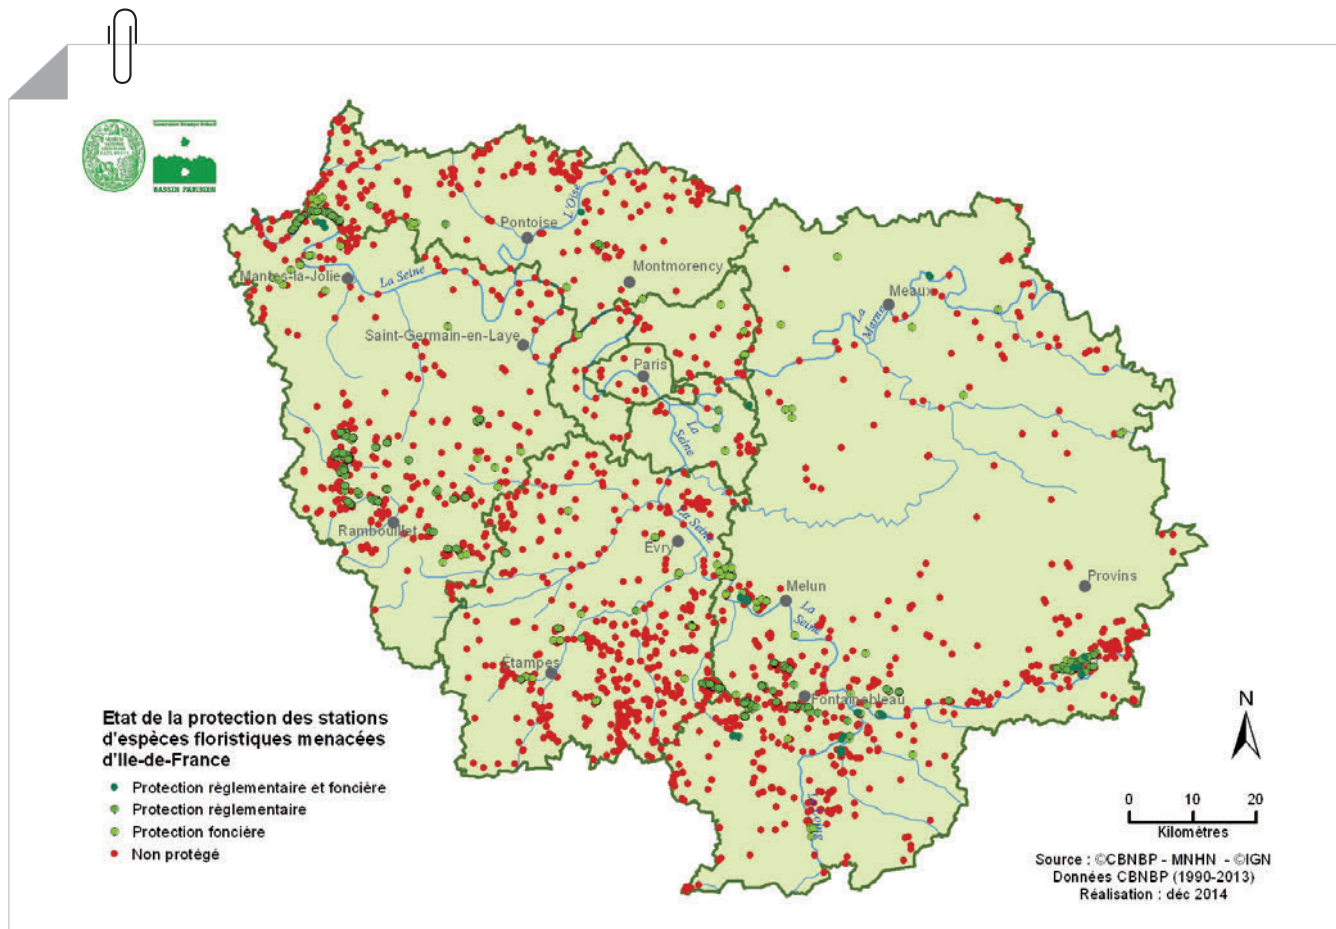 BASSIN PARISIEN
L'Oise
Pontoise
Montmorency
Mantes-la-Jolie
La Seine
Meaux
La
Marne
Saint-Germain-en-Laye
Paris
La
Seine
Rambouillet
La Seine
Evry
Melun
La
Seine
Provins
Étampes
Fontainebleau
Etat de la protection des stations
d'espèces floristiques menacées
d'Ile-de-France
Protection règlementaire et foncière
Protection règlementaire
Protection foncière
Non protégé
N
0 10 20
Kilomètres
Source : ©CBNBP - MNHN - ©IGN
Données CBNBP (1990-2013)
Réalisation : déc 2014